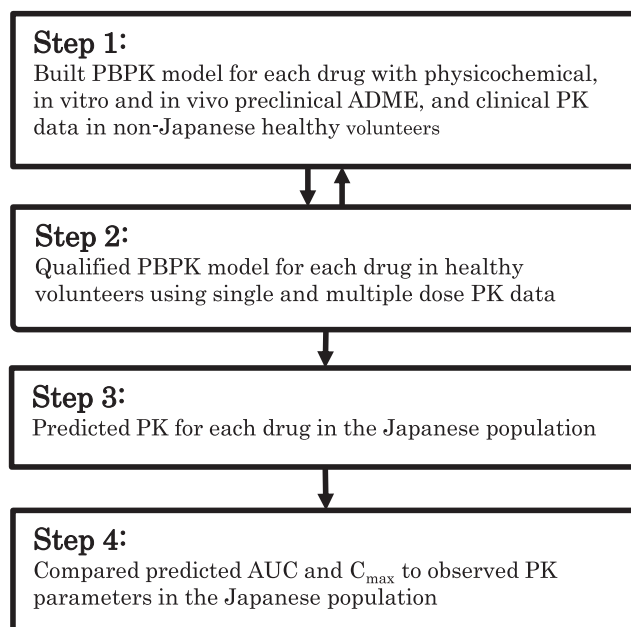 Step 1:
Built PBPK model for each drug with physicochemical,
in vitro and in vivo preclinical ADME, and clinical PK
data in non-Japanese healthy volunteers
Step 2:
Qualified PBPK model for each drug in healthy
volunteers using single and multiple dose PK data
Step 3:
Predicted PK for each drug in the Japanese population
Step 4:
Compared predicted AUC and Cmax to observed PK
parameters in the Japanese population